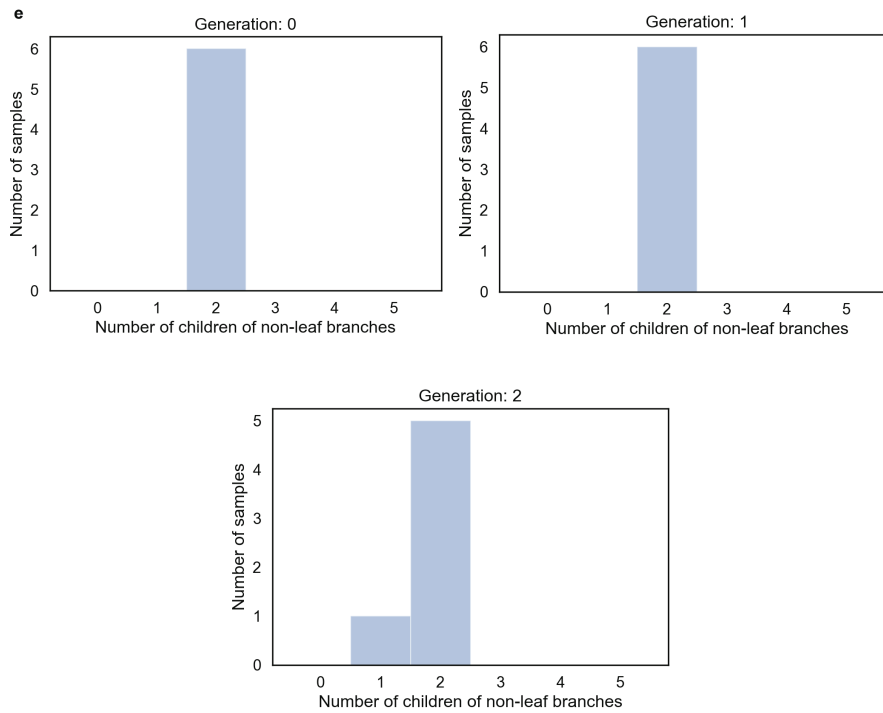 e
Generation: 0
Number of samples
6
5
4
3
2
1
0
0 1 2 3 4 5
Number of children of non-leaf branches
Generation: 1
Number of samples
6
5
4
3
2
1
0
0 1 2 3 4 5
Number of children of non-leaf branches
Generation: 2
Number of samples
5
4
3
2
1
0
0 1 2 3 4 5
Number of children of non-leaf branches